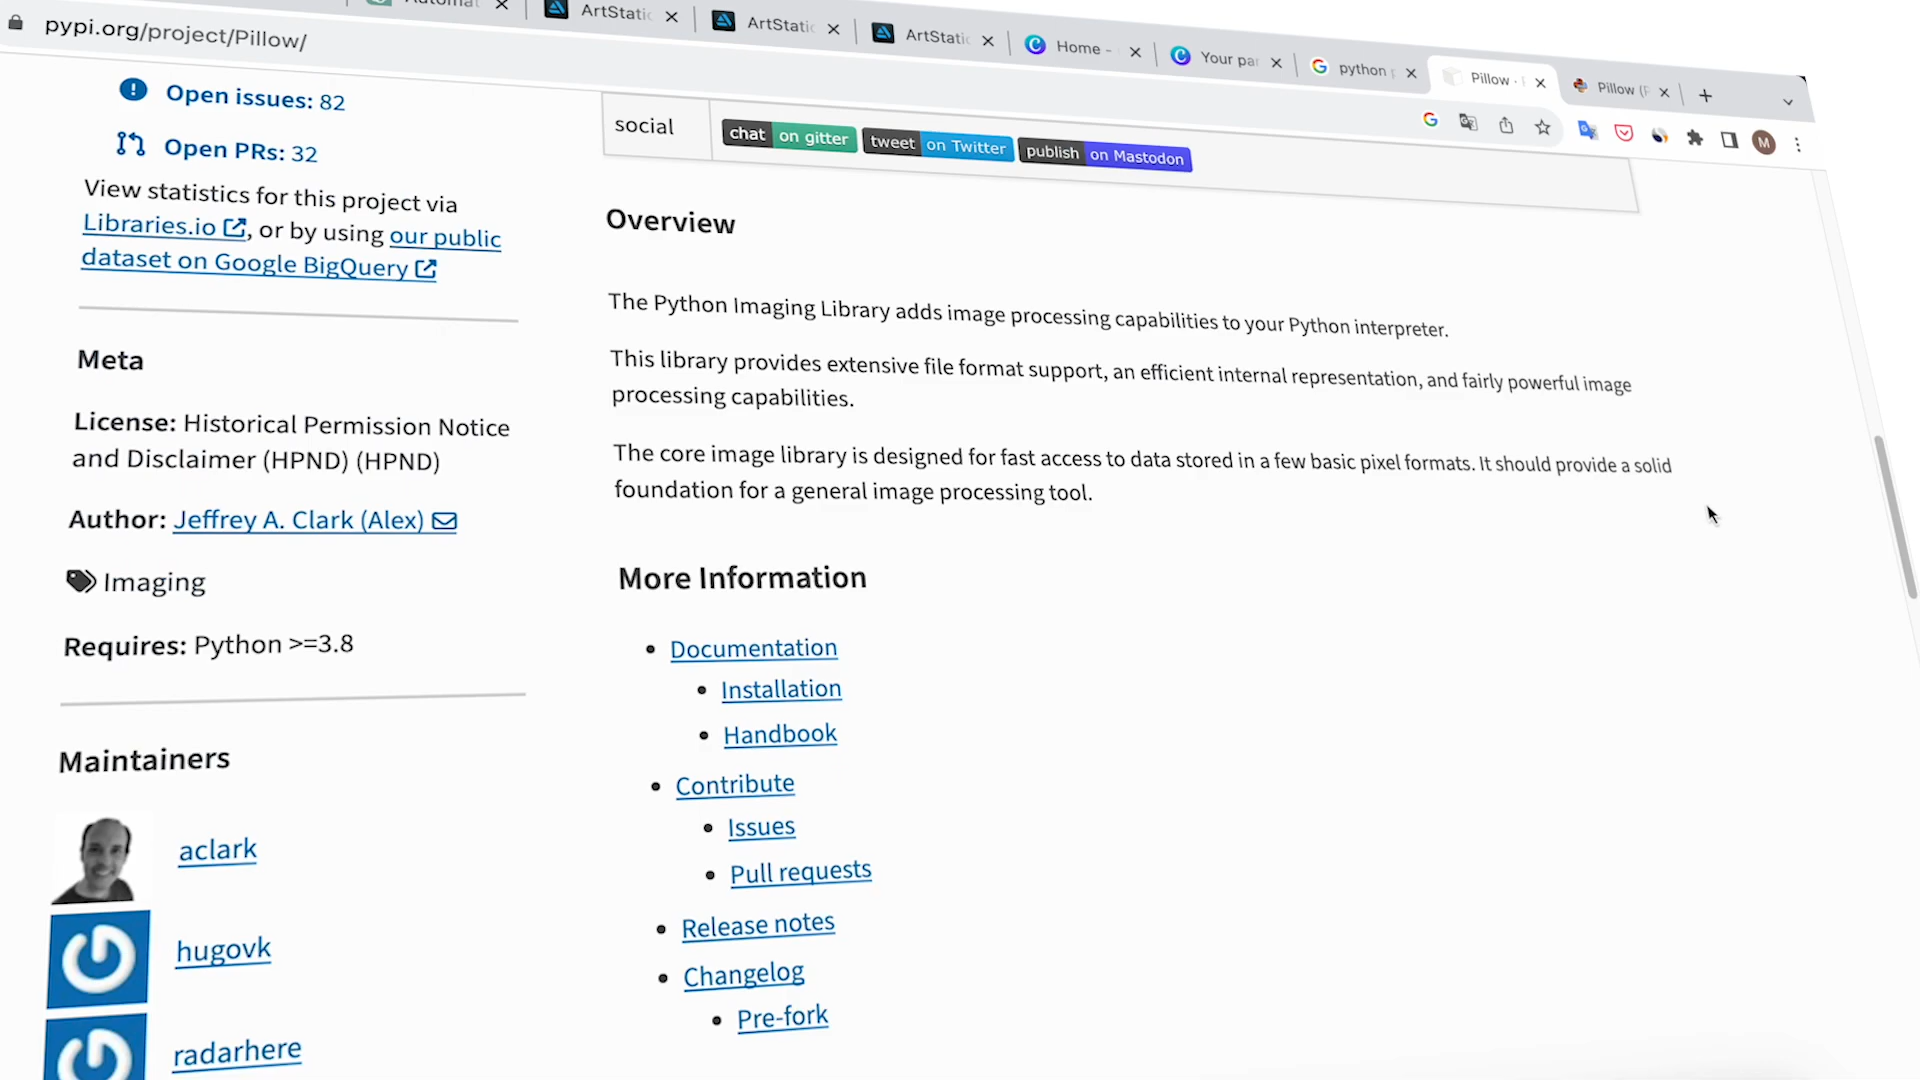 Automat
ArtStatic
ArtStatic
ArtStatic
Home -
Your pa
python
Pillow ·
Pillow (
pypi.org/project/Pillow/
M
Open issues: 82
Open PRs: 32
View statistics for this project via
Libraries.io, or by using our public
dataset on Google BigQuery
Meta
License: Historical Permission Notice
and Disclaimer (HPND) (HPND)
Author: Jeffrey A. Clark (Alex)
Imaging
Requires: Python >=3.8
Maintainers
aclark
hugovk
radarhere
social
chat on gitter
tweet on Twitter
publish on Mastodon
Overview
The Python Imaging Library adds image processing capabilities to your Python interpreter.
This library provides extensive file format support, an efficient internal representation, and fairly powerful image
processing capabilities.
The core image library is designed for fast access to data stored in a few basic pixel formats. It should provide a solid
foundation for a general image processing tool.
More Information
Documentation
Installation
Handbook
Contribute
Issues
Pull requests
Release notes
Changelog
Pre-fork